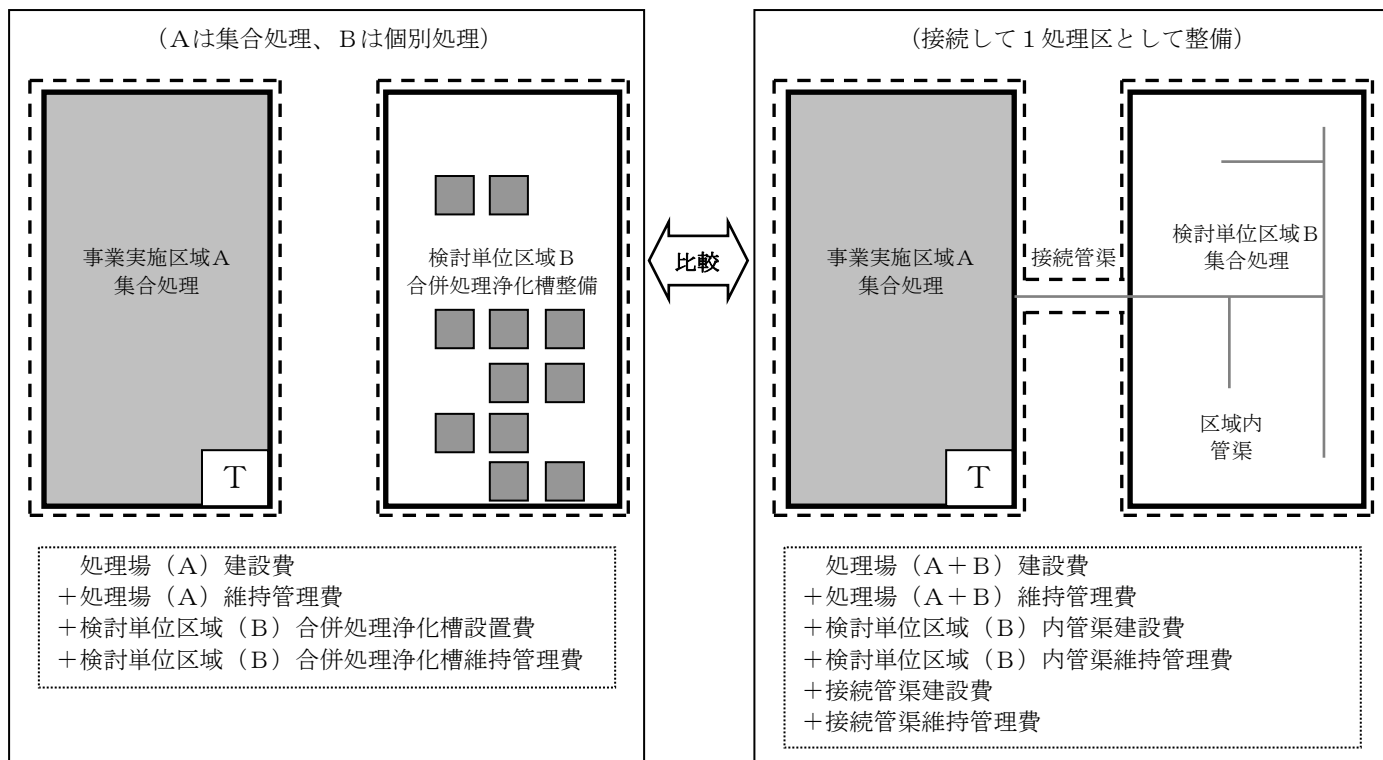 （Ａは集合処理、Ｂは個別処理）
事業実施区域Ａ
集合処理
Ｔ
検討単位区域Ｂ
合併処理浄化槽整備
処理場（Ａ）建設費
＋処理場（Ａ）維持管理費
＋検討単位区域（Ｂ）合併処理浄化槽設置費
＋検討単位区域（Ｂ）合併処理浄化槽維持管理費
比較
（接続して１処理区として整備）
事業実施区域Ａ
集合処理
Ｔ
接続管渠
検討単位区域Ｂ
集合処理
区域内
管渠
処理場（Ａ＋Ｂ）建設費
＋処理場（Ａ＋Ｂ）維持管理費
＋検討単位区域（Ｂ）内管渠建設費
＋検討単位区域（Ｂ）内管渠維持管理費
＋接続管渠建設費
＋接続管渠維持管理費